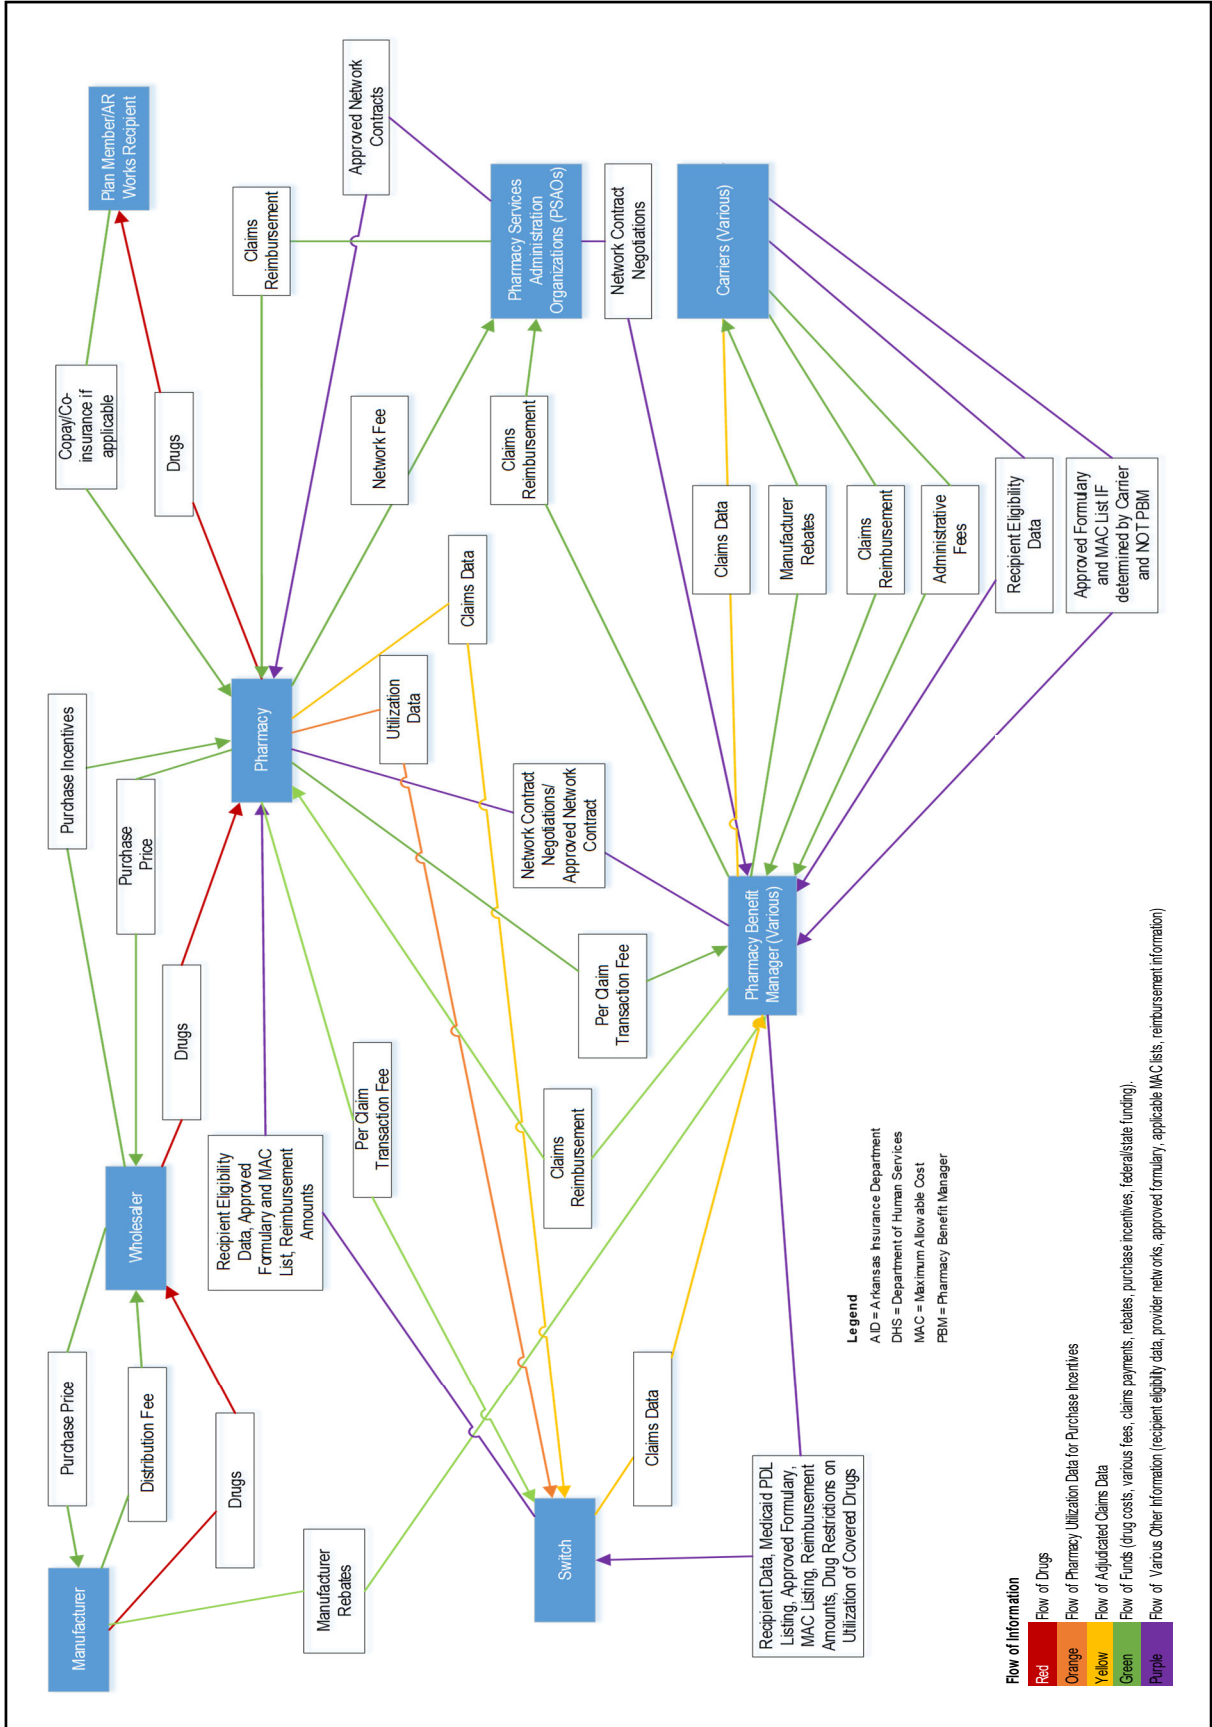 Manufacturer
Purchase Price
Distribution Fee
Drugs
Manufacturer
Rebates
Wholesaler
Purchase Incentives
Purchase
Price
Drugs
Recipient Eligibility
Data, Approved
Formulary and MAC
List, Reimbursement
Amounts
Per Claim
Transaction Fee
Pharmacy
Copay/Co-
insurance if
applicable
Drugs
Plan Member/AR
Works Recipient
Claims
Reimbursement
Approved Network
Contracts
Network Fee
Claims Data
Utilization
Data
Claims
Reimbursement
Pharmacy Services
Administration
Organizations (PSAOs)
Network Contract
Negotiations
Network Contract
Negotiations/
Approved Network
Contract
Per Claim
Transaction Fee
Claims
Reimbursement
Switch
Claims Data
Recipient Data, Medicaid PDL
Listing, Approved Formulary,
MAC Listing, Reimbursement
Amounts, Drug Restrictions on
Utilization of Covered Drugs
Pharmacy Benefit
Manager (Various)
Carriers (Various)
Claims Data
Manufacturer
Rebates
Claims
Reimbursement
Administrative
Fees
Recipient Eligibility
Data
Approved Formulary
and MAC List IF
determined by Carrier
and NOT PBM
Legend
AID = Arkansas Insurance Department
DHS = Department of Human Services
MAC = Maximum Allowable Cost
PBM = Pharmacy Benefit Manager
Flow of Information
Red Flow of Drugs
Orange Flow of Pharmacy Utilization Data for Purchase Incentives
Yellow Flow of Adjudicated Claims Data
Green Flow of Funds (drug costs, various fees, claims payments, rebates, purchase incentives, federal/state funding).
Purple Flow of Various Other Information (recipient eligibility data, provider networks, approved formulary, applicable MAC lists, reimbursement information)